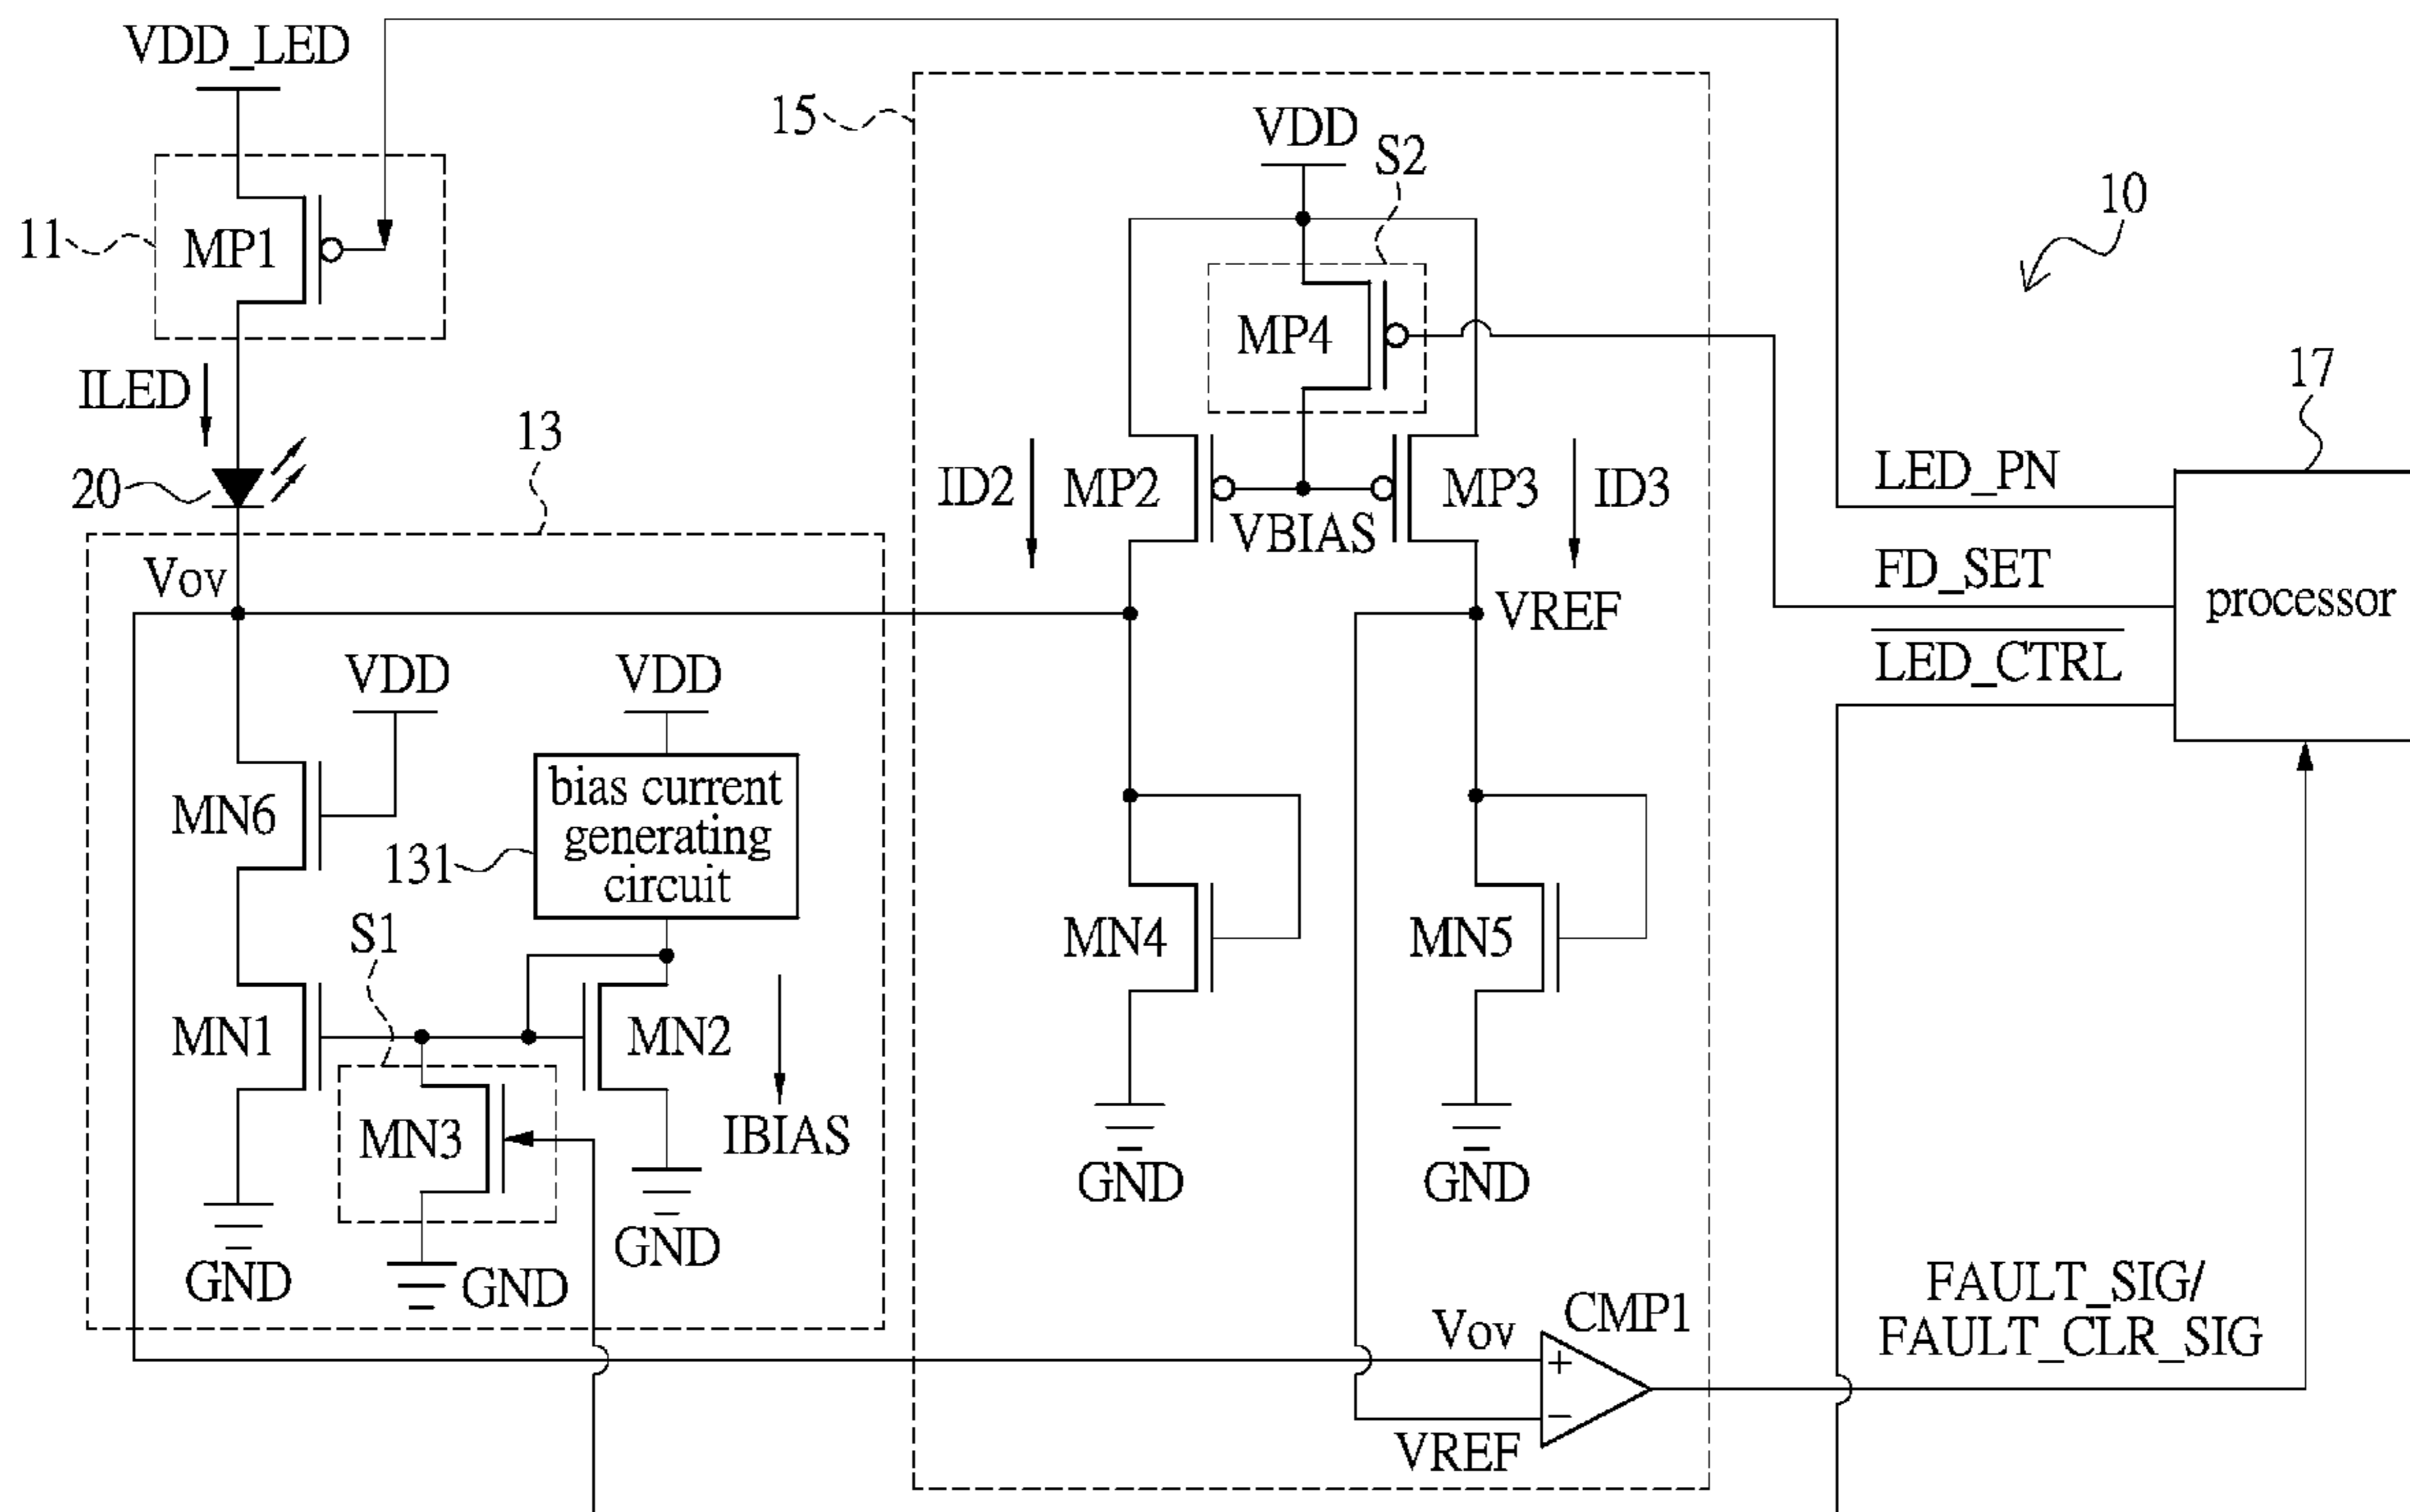 VDD_LED
15
VDD
S2
10
11
MP1
MP4
17
ILED
13
20
ID2
MP2
MP3
ID3
VBIAS
LED_PN
Vov
VREF
FD_SET
processor
LED_CTRL
VDD
VDD
MN6
bias current
generating
circuit
131
S1
MN4
MN5
MN1
MN2
MN3
IBIAS
GND
GND
GND
GND
GND
Vov
CMP1
+
−
VREF
FAULT_SIG/
FAULT_CLR_SIG